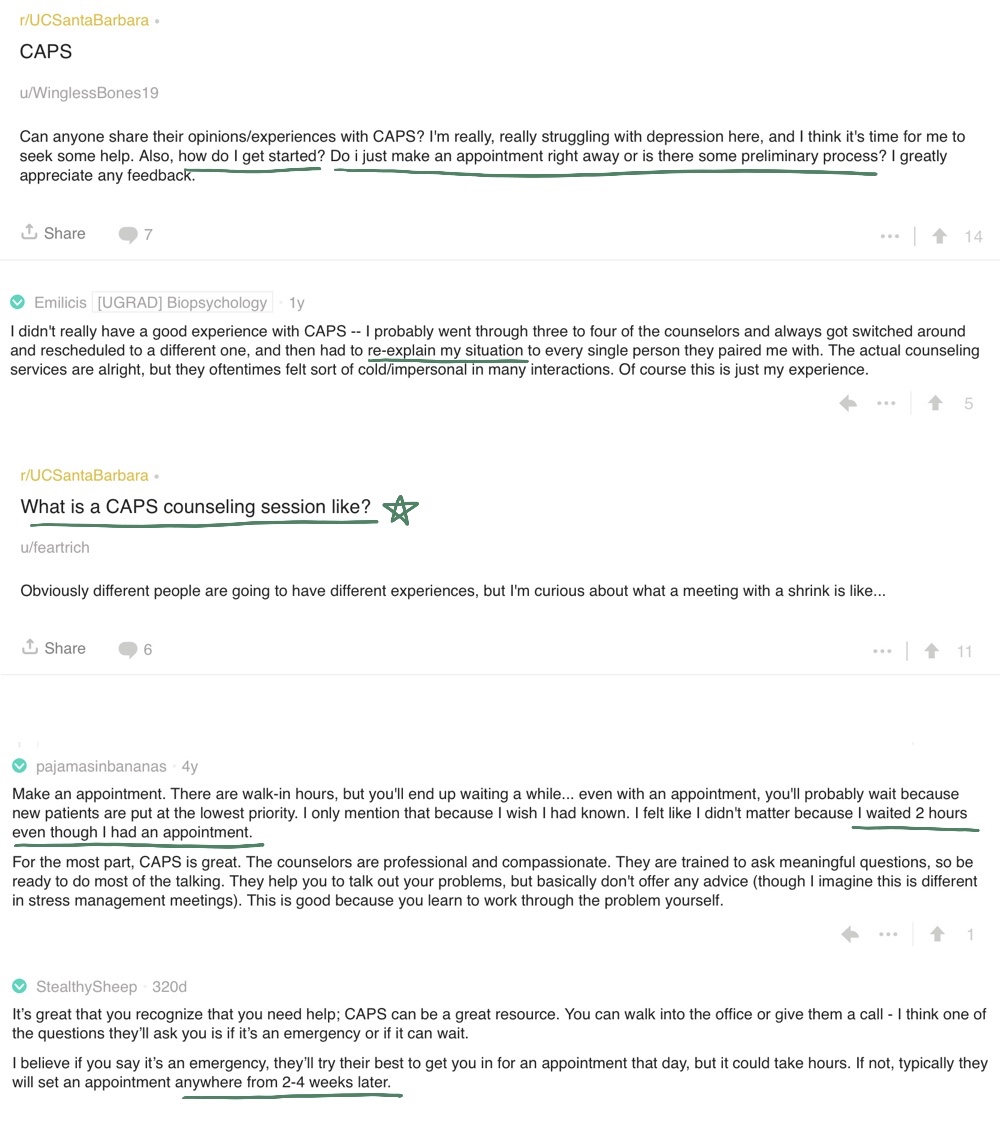 r/UCSantaBarbara •
CAPS
u/WinglessBones19
Can anyone share their opinions/experiences with CAPS? I'm really, really struggling with depression here, and I think it's time for me to
seek some help. Also, how do I get started? Do i just make an appointment right away or is there some preliminary process? I greatly
appreciate any feedback.
Share 7 14
Emilicis [UGRAD] Biopsychology · 1y
I didn't really have a good experience with CAPS -- I probably went through three to four of the counselors and always got switched around
and rescheduled to a different one, and then had to re-explain my situation to every single person they paired me with. The actual counseling
services are alright, but they oftentimes felt sort of cold/impersonal in many interactions. Of course this is just my experience.
5
r/UCSantaBarbara •
What is a CAPS counseling session like?
u/feartrich
Obviously different people are going to have different experiences, but I'm curious about what a meeting with a shrink is like...
Share 6 11
pajamasinbananas · 4y
Make an appointment. There are walk-in hours, but you'll end up waiting a while... even with an appointment, you'll probably wait because
new patients are put at the lowest priority. I only mention that because I wish I had known. I felt like I didn't matter because I waited 2 hours
even though I had an appointment.
For the most part, CAPS is great. The counselors are professional and compassionate. They are trained to ask meaningful questions, so be
ready to do most of the talking. They help you to talk out your problems, but basically don't offer any advice (though I imagine this is different
in stress management meetings). This is good because you learn to work through the problem yourself.
1
StealthySheep · 320d
It's great that you recognize that you need help; CAPS can be a great resource. You can walk into the office or give them a call - I think one of
the questions they'll ask you is if it's an emergency or if it can wait.
I believe if you say it's an emergency, they'll try their best to get you in for an appointment that day, but it could take hours. If not, typically they
will set an appointment anywhere from 2-4 weeks later.